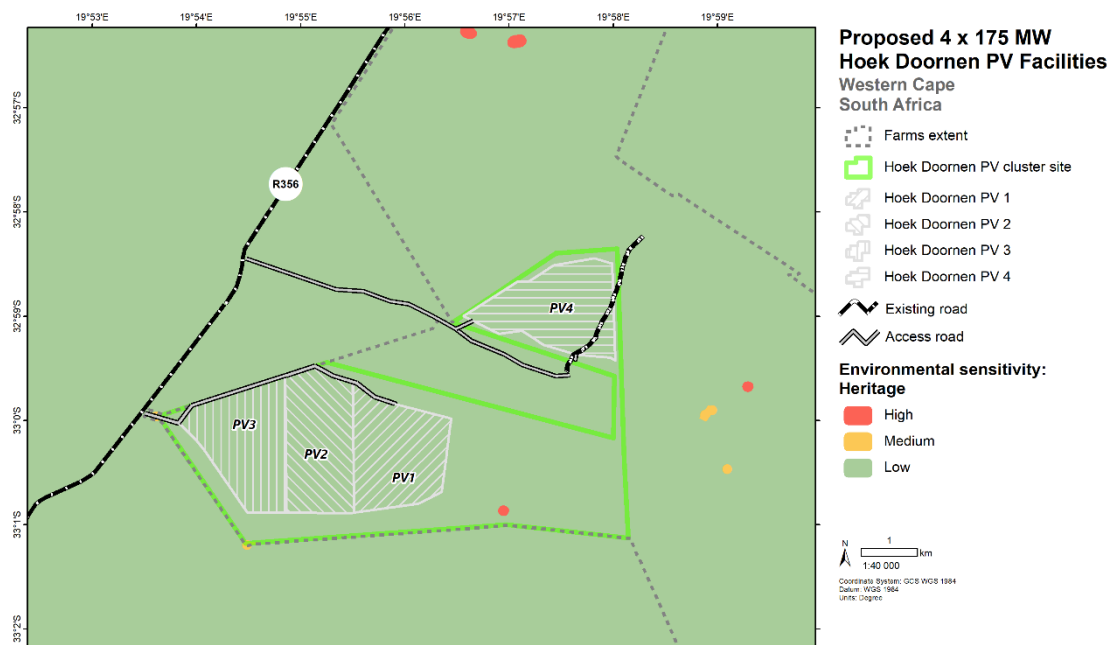 19°53'E 19°54'E 19°55'E 19°56'E 19°57'E 19°58'E 19°59'E
32°57'S
32°58'S
32°59'S
33°0'S
33°1'S
33°2'S
R356
PV4
PV3
PV2
PV1
Proposed 4 x 175 MW
Hoek Doornen PV Facilities
Western Cape
South Africa
Farms extent
Hoek Doornen PV cluster site
Hoek Doornen PV 1
Hoek Doornen PV 2
Hoek Doornen PV 3
Hoek Doornen PV 4
Existing road
Access road
Environmental sensitivity:
Heritage
High
Medium
Low
N
1
km
1:40 000
Coordinate System: GCS WGS 1984
Datum: WGS 1984
Units: Degree